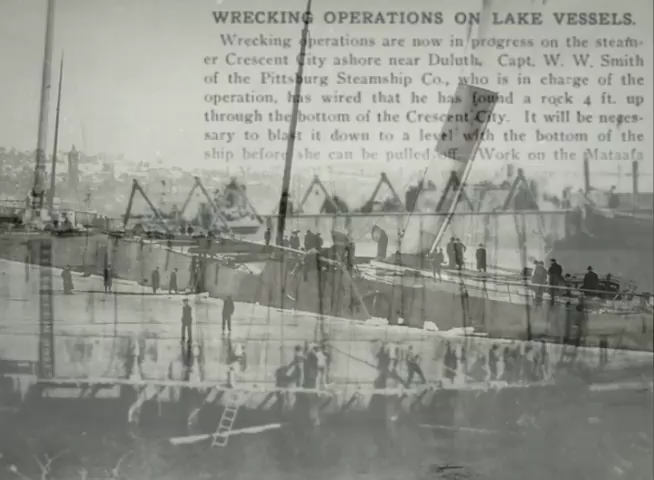 WRECKING OPERATIONS ON LAKE VESSELS.
Wrecking operations are now in progress on the steam-
er Crescent City ashore near Duluth. Capt. W. W. Smith
of the Pittsburg Steamship Co., who is in charge of the
operation, has wired that he has found a rock 4 ft. up
through the bottom of the Crescent City. It will be neces-
sary to blast it down to a level with the bottom of the
ship before she can be pulled off. Work on the Mataafa